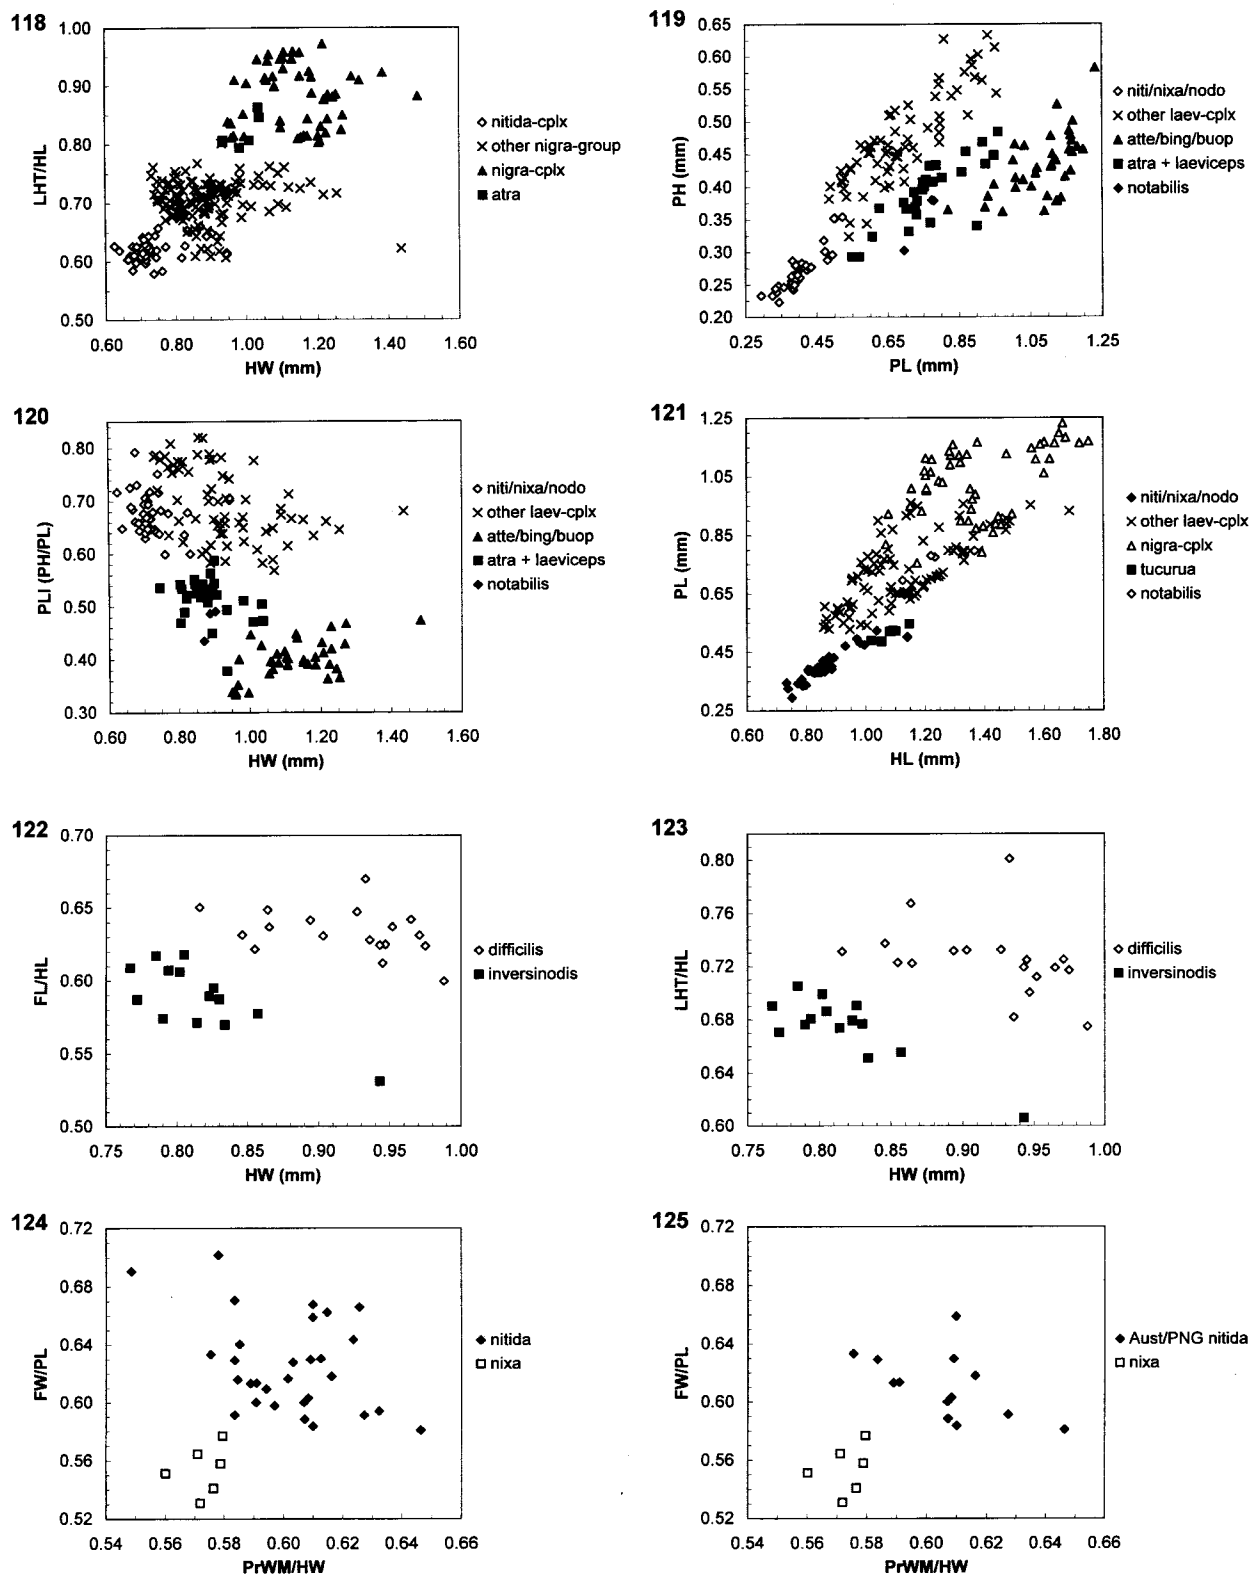 118
LHT/HL
1.00
0.90
0.80
0.70
0.60
0.50
0.60 0.80 1.00 1.20 1.40 1.60
HW (mm)
nitida-cplx
other nigra-group
nigra-cplx
atra
119
PH (mm)
0.65
0.60
0.55
0.50
0.45
0.40
0.35
0.30
0.25
0.20
0.25 0.45 0.65 0.85 1.05 1.25
PL (mm)
niti/nixa/nodo
other laev-cplx
atte/bing/buop
atra + laeviceps
notabilis
120
PLI (PH/PL)
0.80
0.70
0.60
0.50
0.40
0.30
0.60 0.80 1.00 1.20 1.40 1.60
HW (mm)
niti/nixa/nodo
other laev-cplx
atte/bing/buop
atra + laeviceps
notabilis
121
PL (mm)
1.25
1.05
0.85
0.65
0.45
0.25
0.60 0.80 1.00 1.20 1.40 1.60 1.80
HL (mm)
niti/nixa/nodo
other laev-cplx
nigra-cplx
tucurua
notabilis
122
FL/HL
0.70
0.65
0.60
0.55
0.50
0.75 0.80 0.85 0.90 0.95 1.00
HW (mm)
difficilis
inversinodis
123
LHT/HL
0.80
0.76
0.72
0.68
0.64
0.60
0.75 0.80 0.85 0.90 0.95 1.00
HW (mm)
difficilis
inversinodis
124
FW/PL
0.72
0.68
0.64
0.60
0.56
0.52
0.54 0.56 0.58 0.60 0.62 0.64 0.66
PrWM/HW
nitida
nixa
125
FW/PL
0.72
0.68
0.64
0.60
0.56
0.52
0.54 0.56 0.58 0.60 0.62 0.64 0.66
PrWM/HW
Aust/PNG nitida
nixa